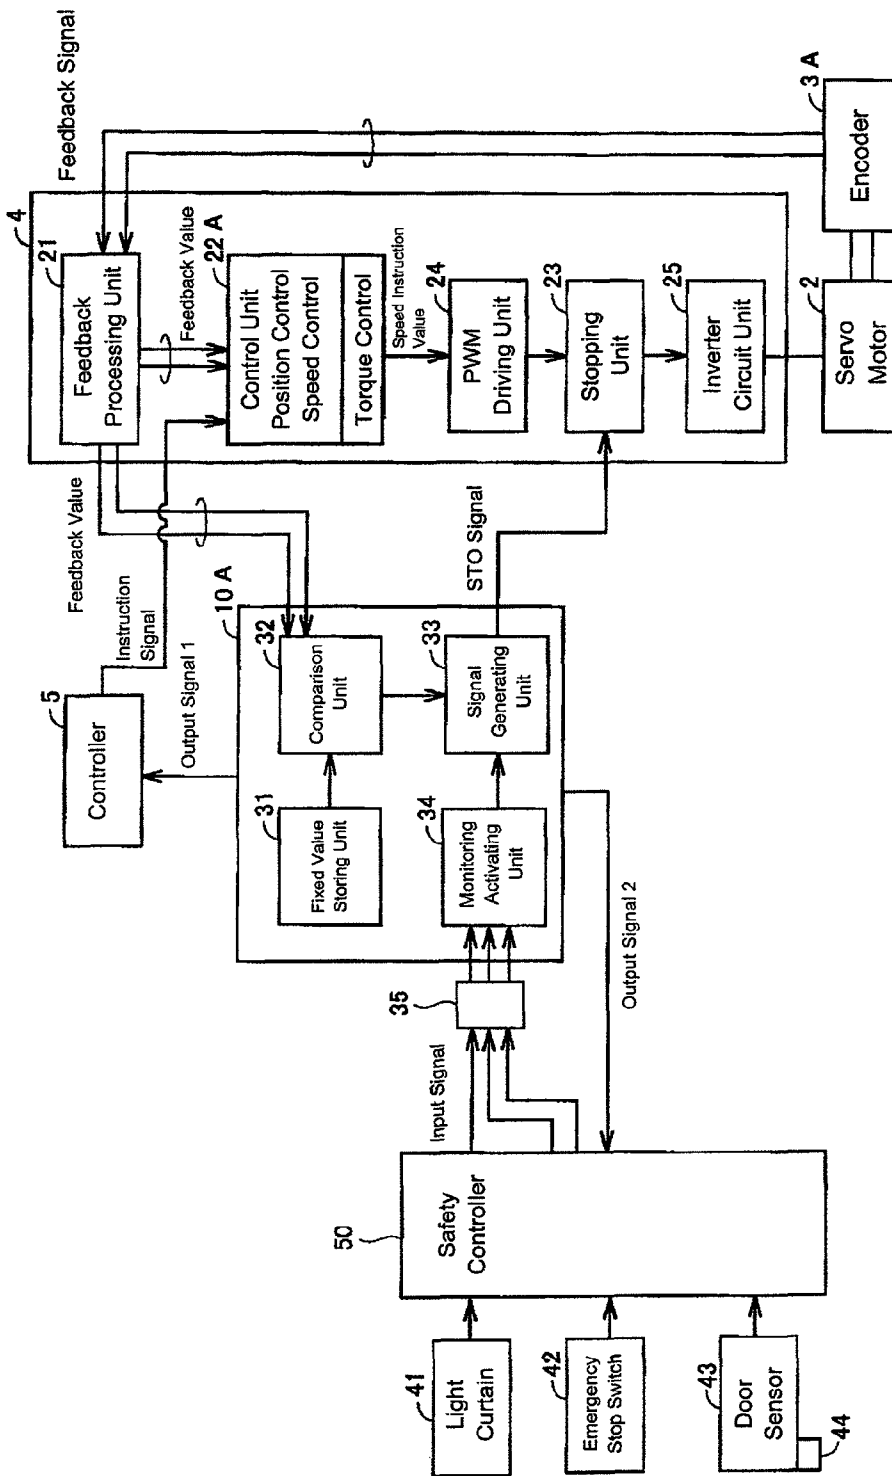 Feedback Signal
4
21
Feedback
Processing Unit
Feedback Value
22 A
Control Unit
Position Control
Speed Control
Torque Control
Speed Instruction
Value
24
PWM
Driving Unit
23
Stopping
Unit
25
Inverter
Circuit Unit
2
Servo
Motor
3 A
Encoder
Feedback Value
Instruction
Signal
5
Controller
Output Signal 1
10 A
32
Comparison
Unit
31
Fixed Value
Storing Unit
33
Signal
Generating
Unit
34
Monitoring
Activating
Unit
STO Signal
35
Input Signal
Output Signal 2
50
Safety
Controller
41
Light
Curtain
42
Emergency
Stop Switch
43
Door
Sensor
44